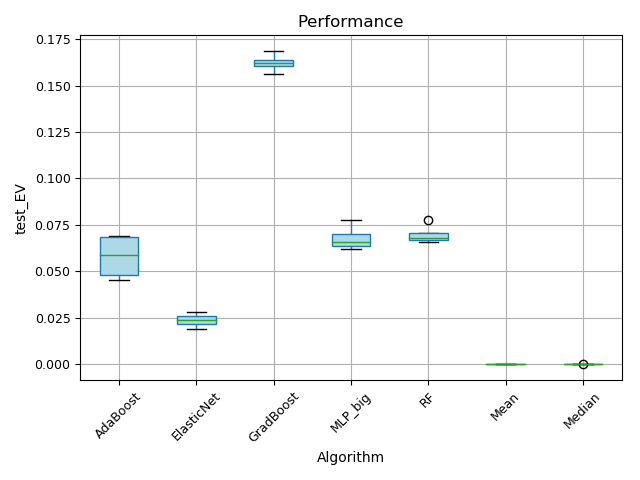 Performance
test_EV
0.175
0.150
0.125
0.100
0.075
0.050
0.025
0.000
AdaBoost
ElasticNet
GradBoost
MLP_big
RF
Mean
Median
Algorithm